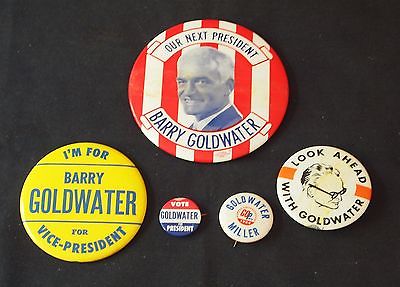 OUR NEXT PRESIDENT
BARRY GOLDWATER
I'M FOR
BARRY
GOLDWATER
FOR
VICE-PRESIDENT
VOTE
GOLDWATER
PRESIDENT
GOLDWATER
GOP
MILLER
LOOK AHEAD
WITH GOLDWATER